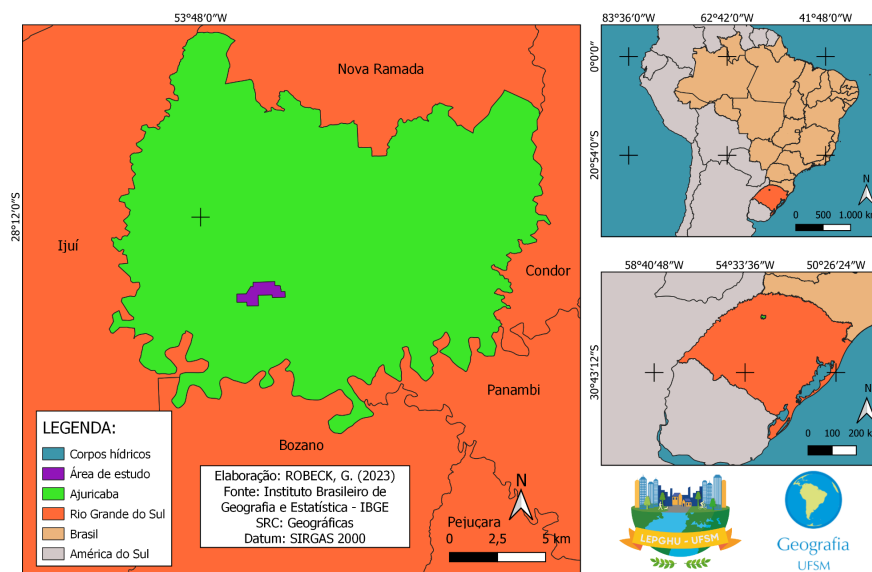 53°48′0″W
28°12′0″S
Nova Ramada
Ijuí
Condor
Panambi
Bozano
Pejuçara
LEGENDA:
Corpos hídricos
Área de estudo
Ajuricaba
Rio Grande do Sul
Brasil
América do Sul
Elaboração: ROBECK, G. (2023)
Fonte: Instituto Brasileiro de
Geografia e Estatística - IBGE
SRC: Geográficas
Datum: SIRGAS 2000
N
0 2,5 5 km
83°36′0″W 62°42′0″W 41°48′0″W
0°0′0″
20°54′0″S
N
0 500 1.000 km
58°40′48″W 54°33′36″W 50°26′24″W
30°43′12″S
N
0 100 200 km
LEPGHU - UFSM
Geografia
UFSM